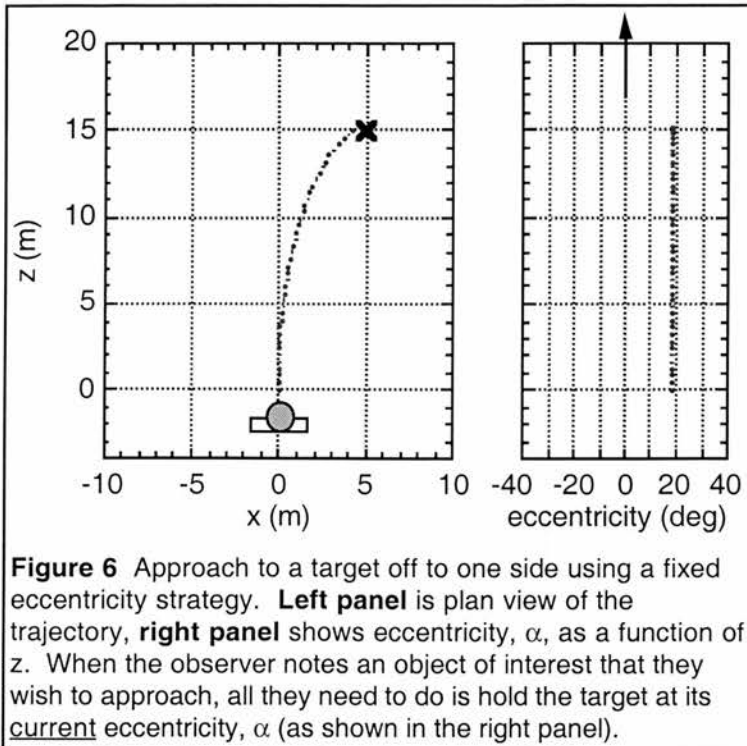 20
15
10
5
0
z (m)
-10 -5 0 5 10
x (m)
-40 -20 0 20 40
eccentricity (deg)
Figure 6 Approach to a target off to one side using a fixed
eccentricity strategy. Left panel is plan view of the
trajectory, right panel shows eccentricity, α, as a function of
z. When the observer notes an object of interest that they
wish to approach, all they need to do is hold the target at its
current eccentricity, α (as shown in the right panel).